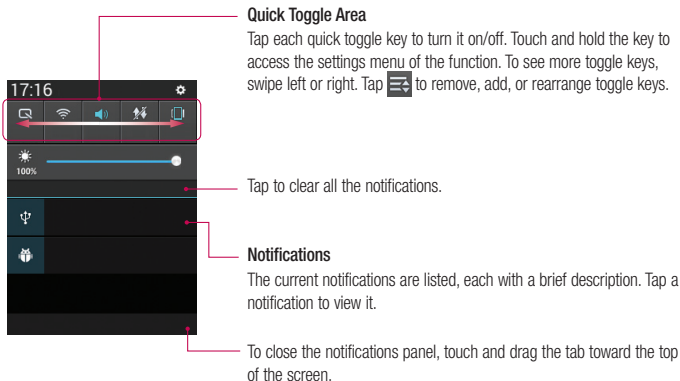 Quick Toggle Area
Tap each quick toggle key to turn it on/off. Touch and hold the key to
access the settings menu of the function. To see more toggle keys,
swipe left or right. Tap to remove, add, or rearrange toggle keys.
17:16
100%
Tap to clear all the notifications.
Notifications
The current notifications are listed, each with a brief description. Tap a
notification to view it.
To close the notifications panel, touch and drag the tab toward the top
of the screen.